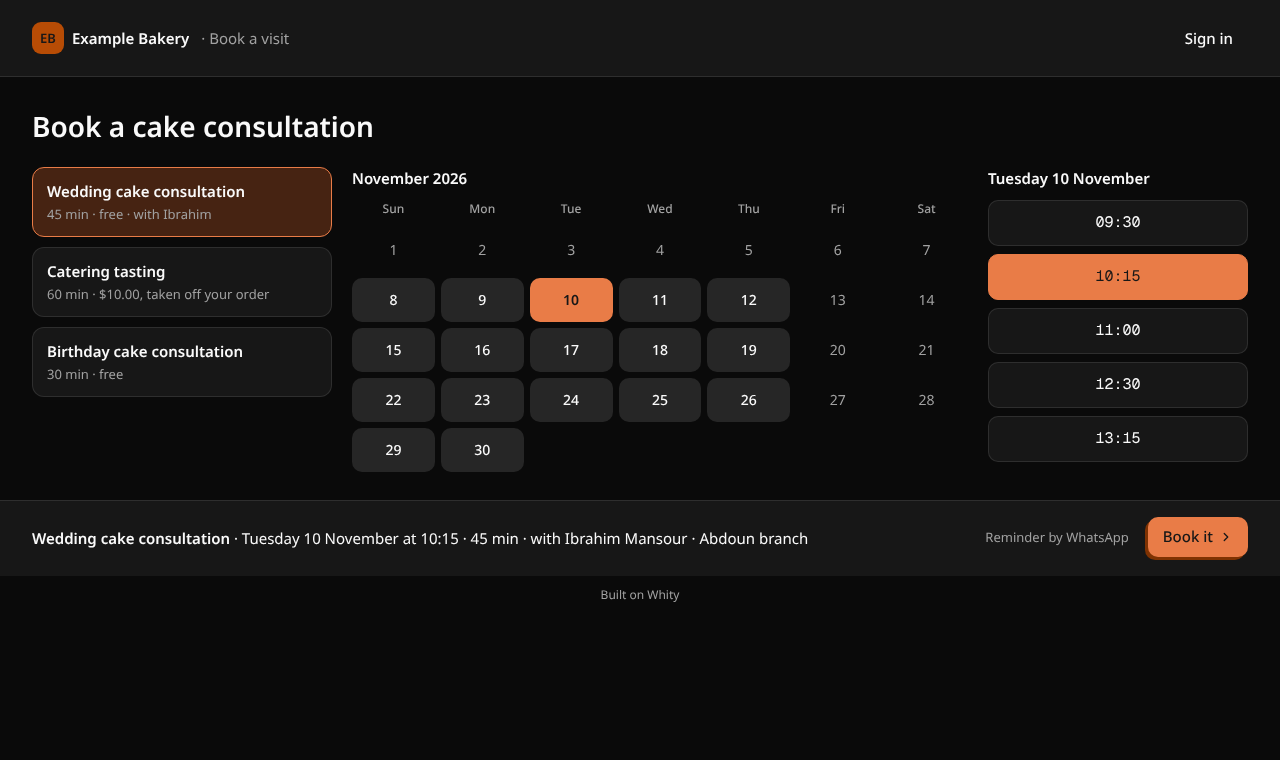 EB Example Bakery · Book a visit
Sign in
Book a cake consultation
Wedding cake consultation
45 min · free · with Ibrahim
Catering tasting
60 min · $10.00, taken off your order
Birthday cake consultation
30 min · free
November 2026
Sun Mon Tue Wed Thu Fri Sat
1 2 3 4 5 6 7
8 9 10 11 12 13 14
15 16 17 18 19 20 21
22 23 24 25 26 27 28
29 30
Tuesday 10 November
09:30
10:15
11:00
12:30
13:15
Wedding cake consultation · Tuesday 10 November at 10:15 · 45 min · with Ibrahim Mansour · Abdoun branch
Reminder by WhatsApp
Book it
Built on Whity